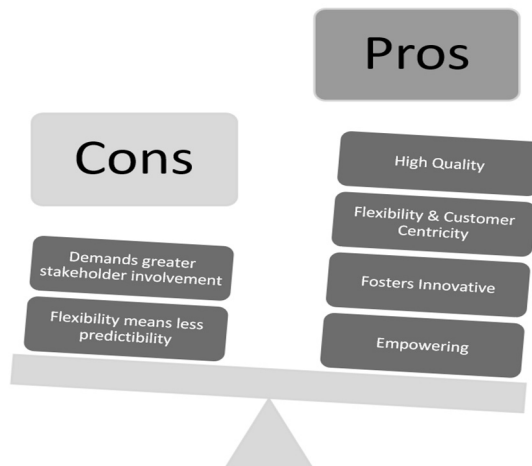 Pros
Cons
High Quality
Flexibility & Customer
Centricity
Fosters Innovative
Empowering
Demands greater
stakeholder involvement
Flexibility means less
predictibility